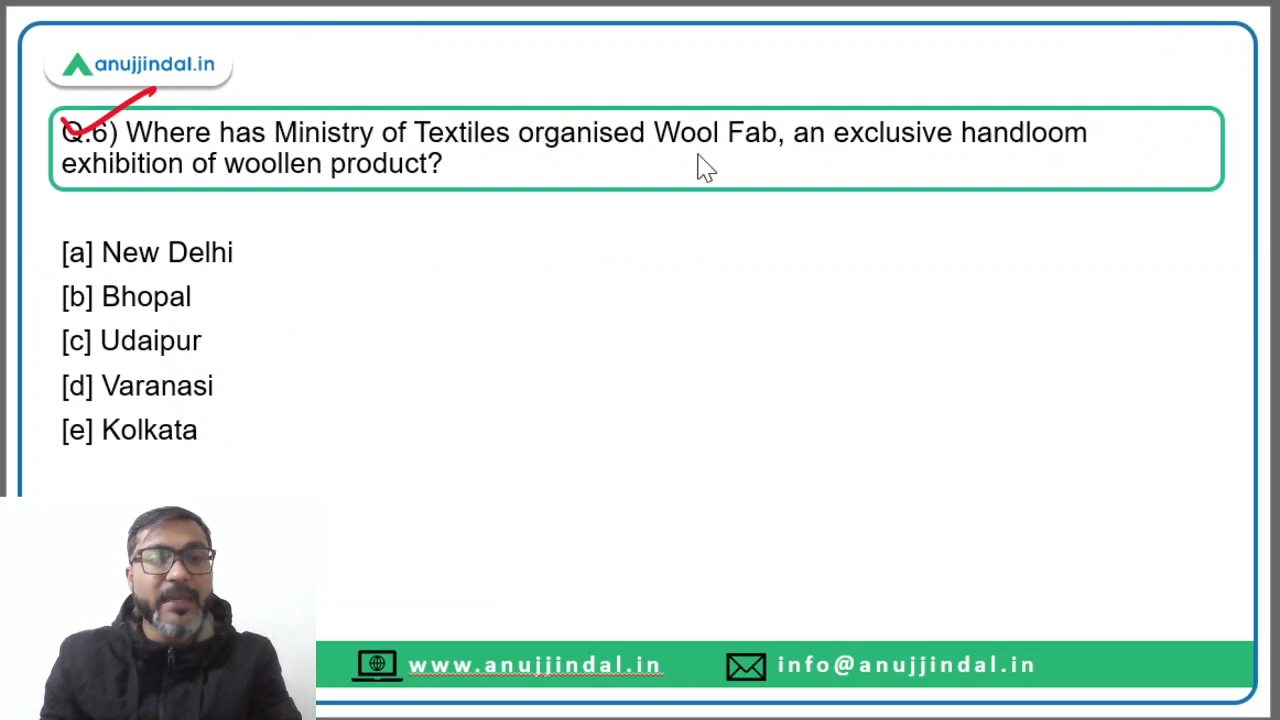 anujjindal.in
Q.6) Where has Ministry of Textiles organised Wool Fab, an exclusive handloom
exhibition of woollen product?
[a] New Delhi
[b] Bhopal
[c] Udaipur
[d] Varanasi
[e] Kolkata
www.anujjindal.in info@anujjindal.in